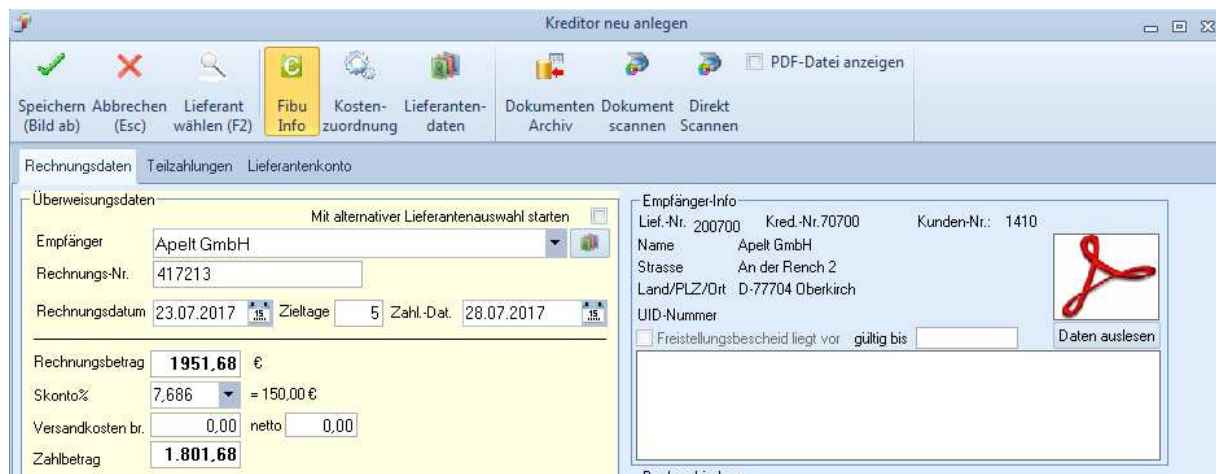 Kreditor neu anlegen
Speichern (Bild ab)
Abbrechen (Esc)
Lieferant wählen (F2)
Fibu Info
Kosten- zuordnung
Lieferanten- daten
Dokumenten Archiv
Dokument scannen
Direkt Scannen
PDF-Datei anzeigen
Rechnungsdaten Teilzahlungen Lieferantenkonto
Überweisungsdaten
Mit alternativer Lieferantenauswahl starten
Empfänger Apelt GmbH
Rechnungs-Nr. 417213
Rechnungsdatum 23.07.2017 15 Zieltage 5 Zahl.-Dat. 28.07.2017 15
Rechnungsbetrag 1951,68 €
Skonto% 7,686 = 150,00 €
Versandkosten br. 0,00 netto 0,00
Zahlbetrag 1.801,68
Empfänger-Info
Lief.-Nr. 200700 Kred.-Nr.70700 Kunden-Nr.: 1410
Name Apelt GmbH
Strasse An der Rench 2
Land/PLZ/Ort D-77704 Oberkirch
UID-Nummer
Freistellungsbescheid liegt vor gültig bis
Daten auslesen